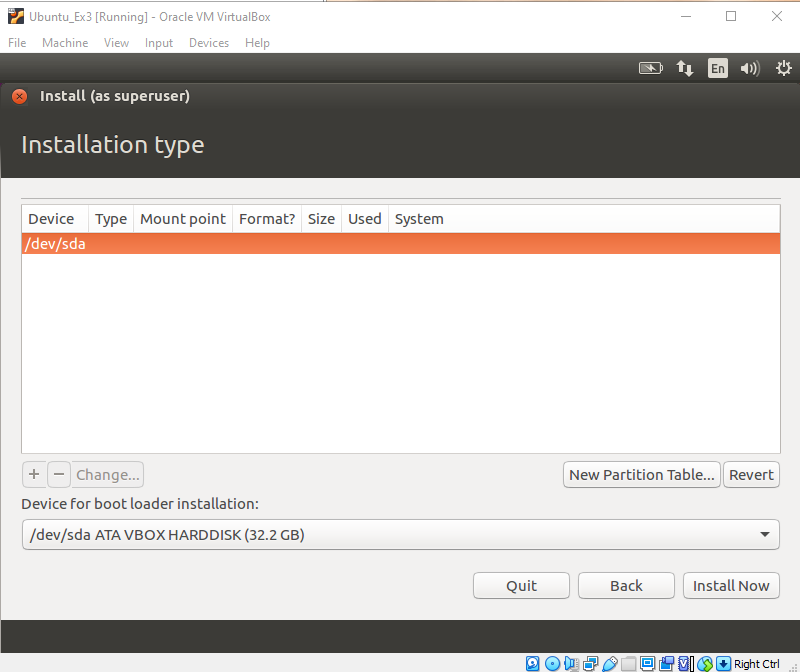 Ubuntu_Ex3 [Running] - Oracle VM VirtualBox
File Machine View Input Devices Help
En
Install (as superuser)
Installation type
Device Type Mount point Format? Size Used System
/dev/sda
+ − Change... New Partition Table... Revert
Device for boot loader installation:
/dev/sda ATA VBOX HARDDISK (32.2 GB)
Quit Back Install Now
Right Ctrl